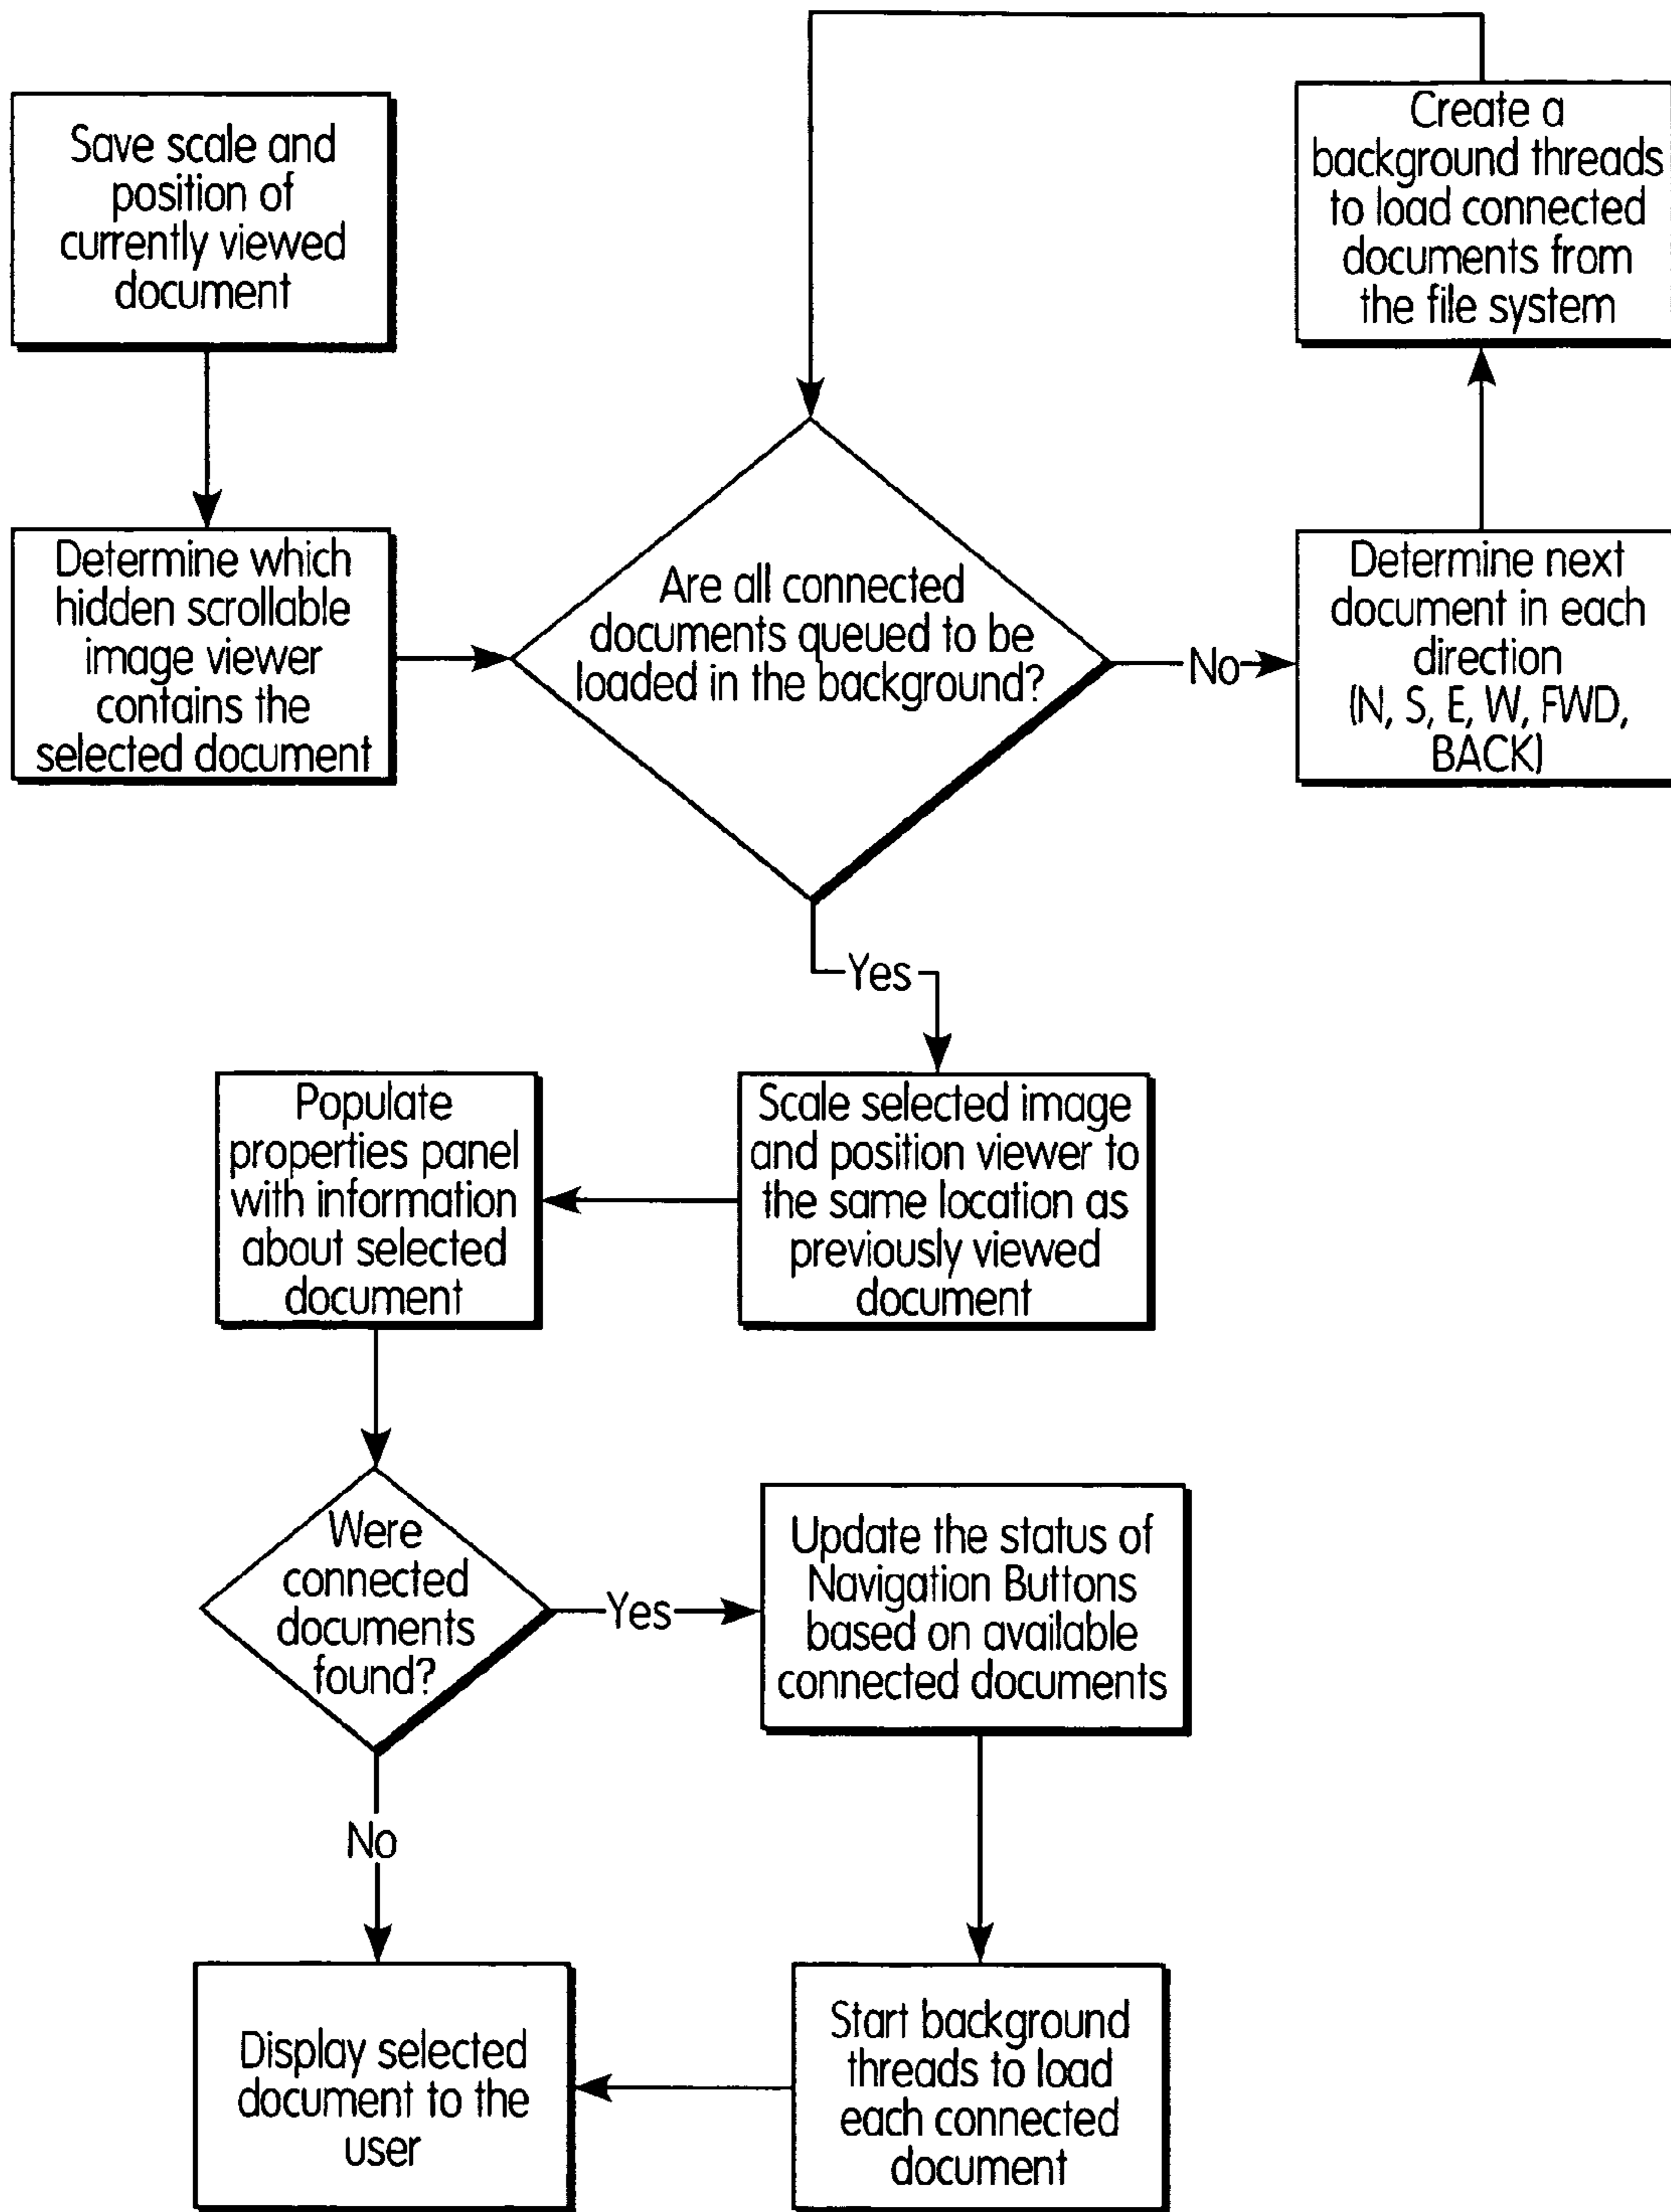 Save scale and
position of
currently viewed
document
Create a
background threads
to load connected
documents from
the file system
Determine which
hidden scrollable
image viewer
contains the
selected document
Are all connected
documents queued to be
loaded in the background?
No
Determine next
document in each
direction
(N, S, E, W, FWD,
BACK)
Yes
Scale selected image
and position viewer to
the same location as
previously viewed
document
Populate
properties panel
with information
about selected
document
Were
connected
documents
found?
Yes
Update the status of
Navigation Buttons
based on available
connected documents
No
Start background
threads to load
each connected
document
Display selected
document to the
user